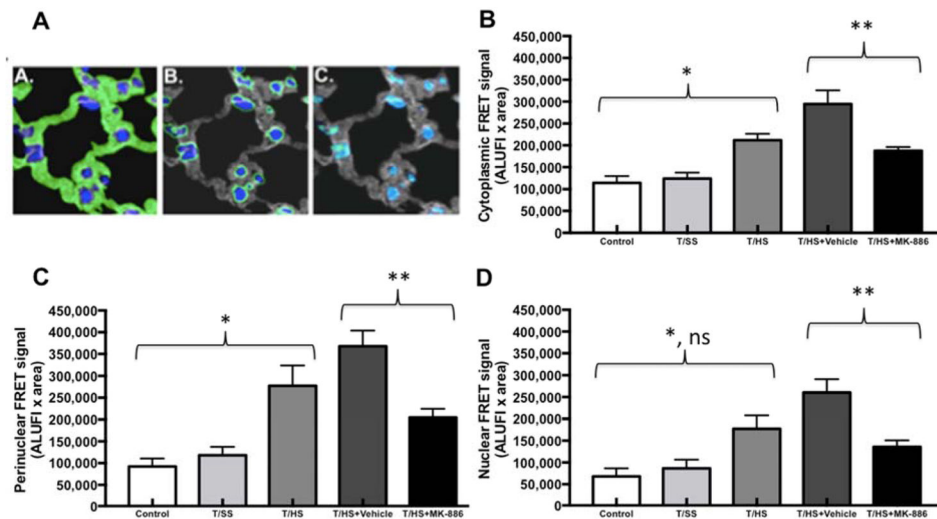 A
A.
B.
C.
B
Cytoplasmic FRET signal
(ALUFI x area)
450,000
400,000
350,000
300,000
250,000
200,000
150,000
100,000
50,000
0
*
**
Control T/SS T/HS T/HS+Vehicle T/HS+MK-886
C
Perinuclear FRET signal
(ALUFI x area)
450,000
400,000
350,000
300,000
250,000
200,000
150,000
100,000
50,000
0
*
**
Control T/SS T/HS T/HS+Vehicle T/HS+MK-886
D
Nuclear FRET signal
(ALUFI x area)
450,000
400,000
350,000
300,000
250,000
200,000
150,000
100,000
50,000
0
*, ns
**
Control T/SS T/HS T/HS+Vehicle T/HS+MK-886